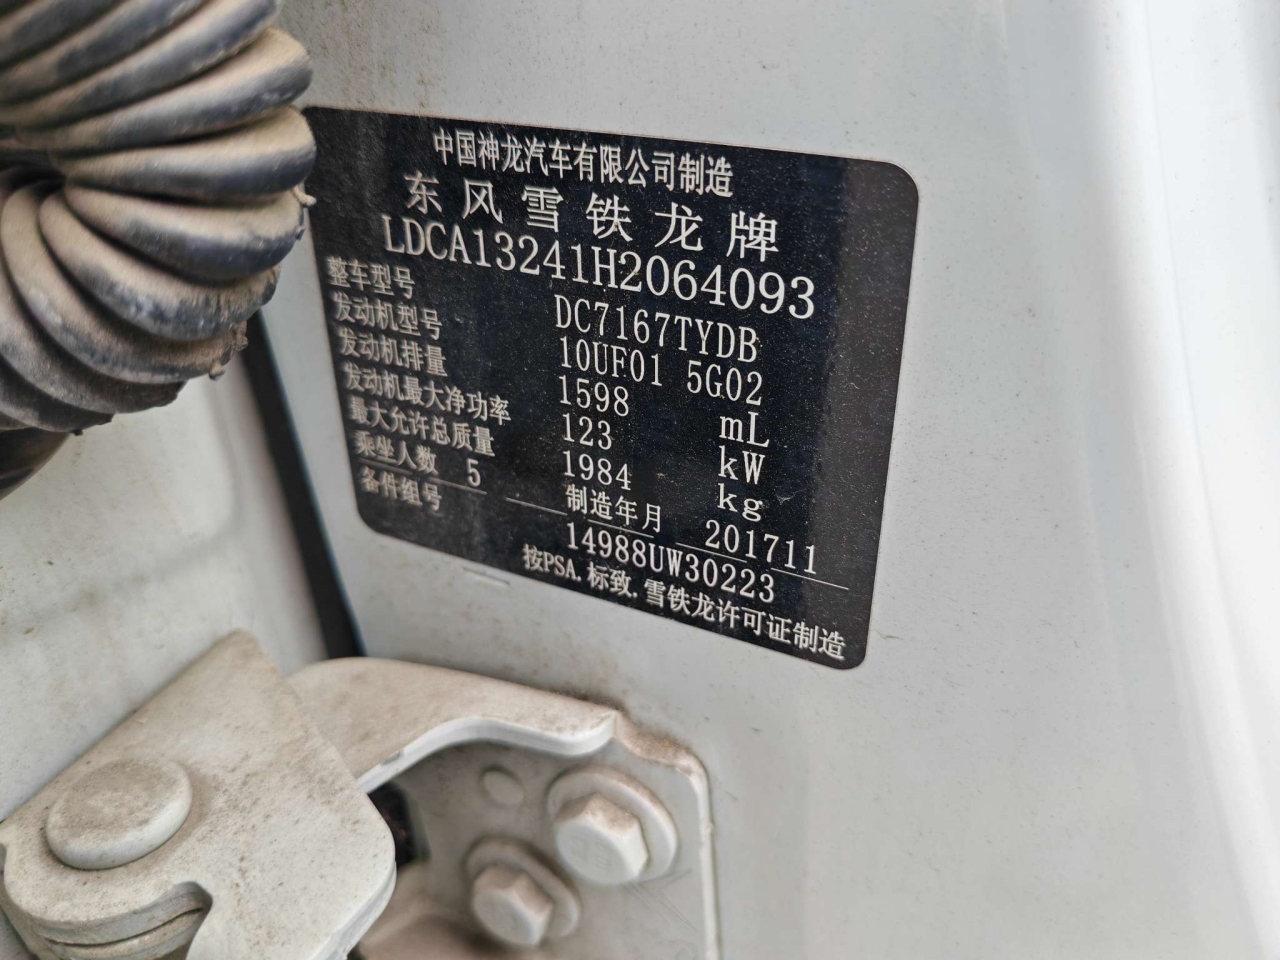 中国神龙汽车有限公司制造
东风雪铁龙牌
LDCA13241H2064093
整车型号 DC7167TYDB
发动机型号 10UF01 5G02
发动机排量 1598 mL
发动机最大净功率 123 kW
最大允许总质量 1984 kg
乘坐人数 5 制造年月 201711
备件组号 14988UW30223
按PSA.标致.雪铁龙许可证制造